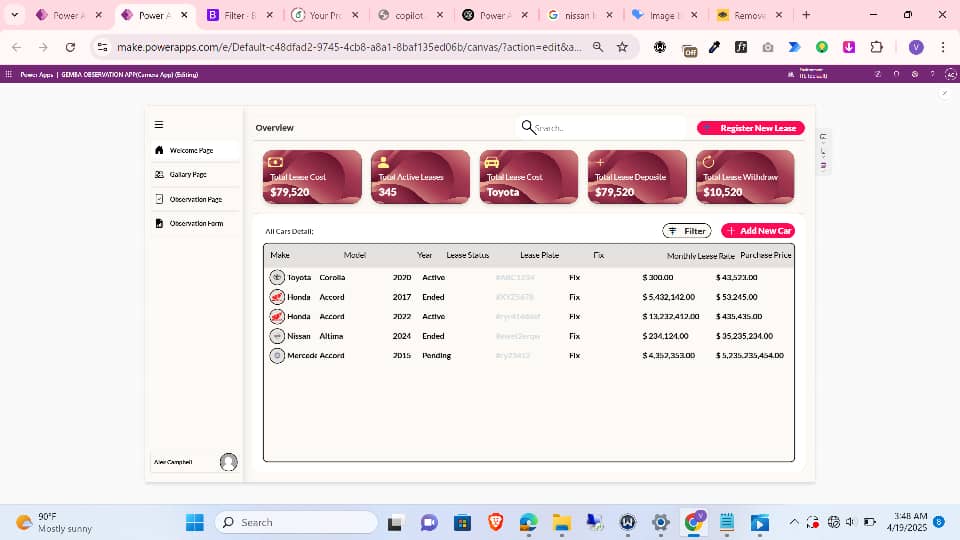 Power A
Power A
Filter - B
Your Pro
copilot.
Power A
nissan l
Image B
Remove
make.powerapps.com/e/Default-c48dfad2-9745-4cb8-a8a1-8baf135ed06b/canvas/?action=edit&a...
Off
Power Apps | GEMBA OBSERVATION APP(Camera App) (Editing)
AC
Overview
Search..
Register New Lease
Welcome Page
Gallary Page
Observation Page
Observation Form
Total Lease Cost
$79,520
Total Active Leases
345
Total Lease Cost
Toyota
Total Lease Deposite
$79,520
Total Lease Withdraw
$10,520
All Cars Detail;
Filter
Add New Car
Make Model Year Lease Status Lease Plate Fix Monthly Lease Rate Purchase Price
Toyota Corolla 2020 Active #ABC1234 Fix $ 300.00 $ 43,523.00
Honda Accord 2017 Ended #XYZ5678 Fix $ 5,432,142.00 $ 53,245.00
Honda Accord 2022 Active Fix $ 13,232,412.00 $ 435,435.00
Nissan Altima 2024 Ended Fix $ 234,124.00 $ 35,235,234.00
Mercede Accord 2015 Pending Fix $ 4,352,353.00 $ 5,235,235,454.00
Alex Campbell
90°F
Mostly sunny
Search
3:48 AM
4/19/2025